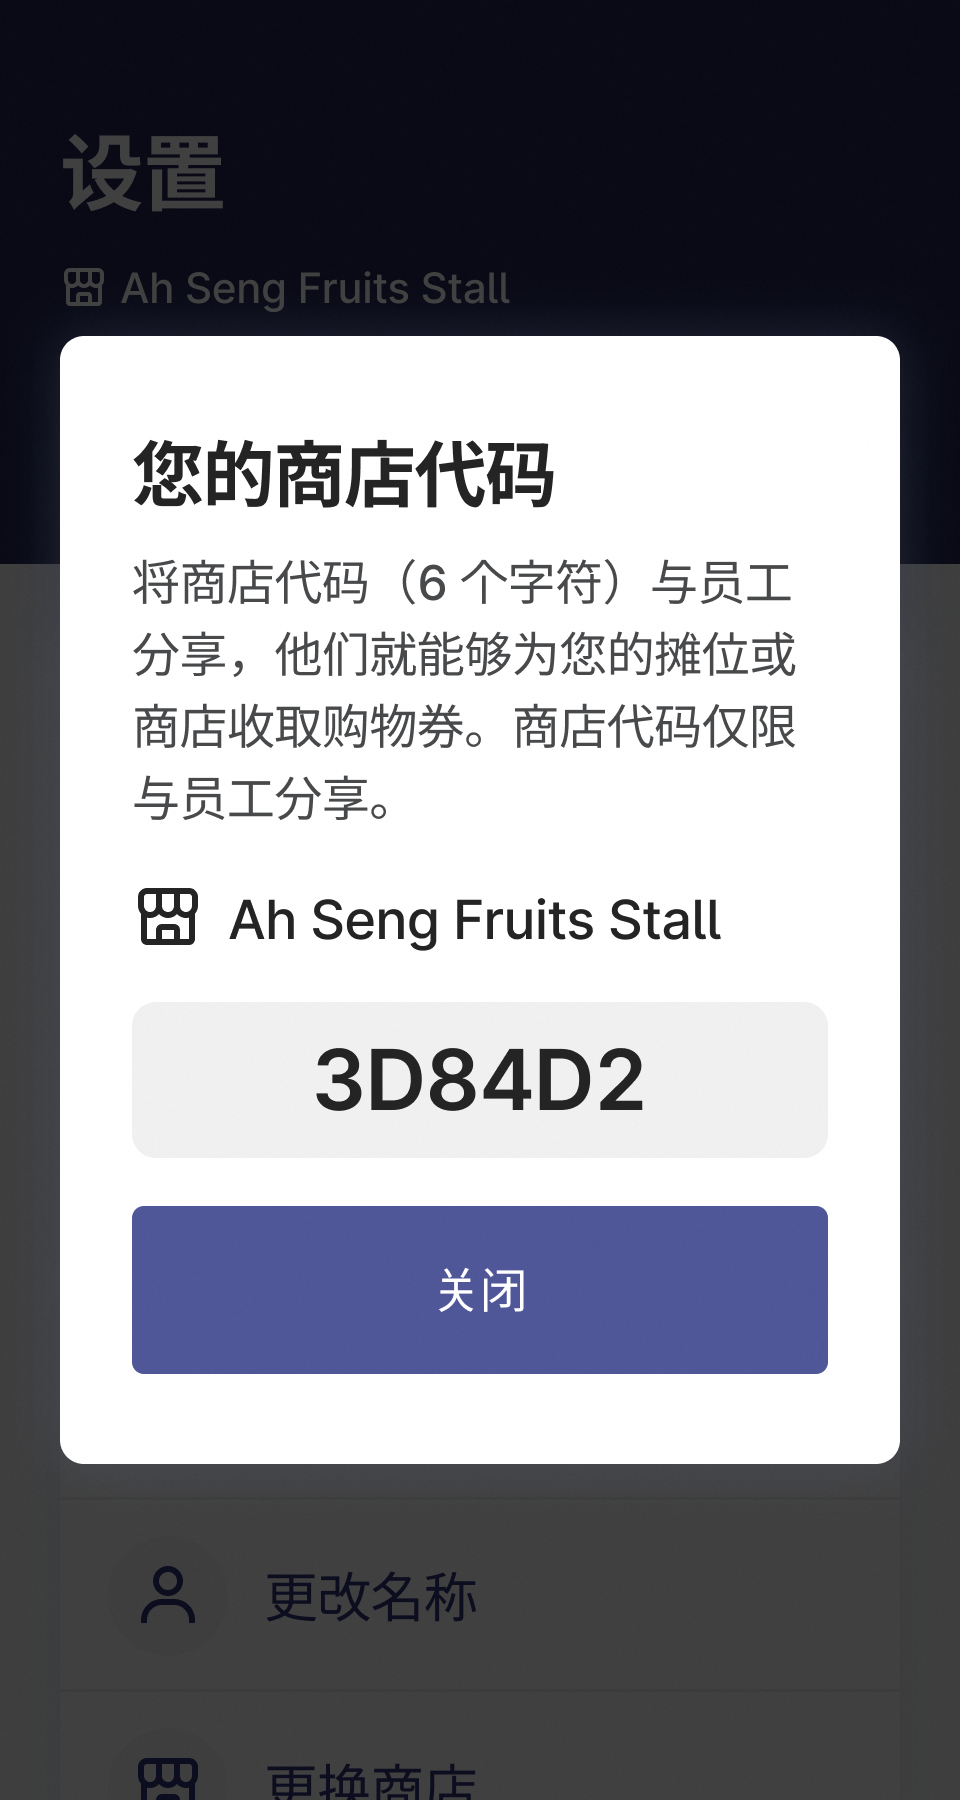 设置
Ah Seng Fruits Stall
您的商店代码
将商店代码（6 个字符）与员工
分享，他们就能够为您的摊位或
商店收取购物券。商店代码仅限
与员工分享。
Ah Seng Fruits Stall
3D84D2
关闭
更改名称
更换商店